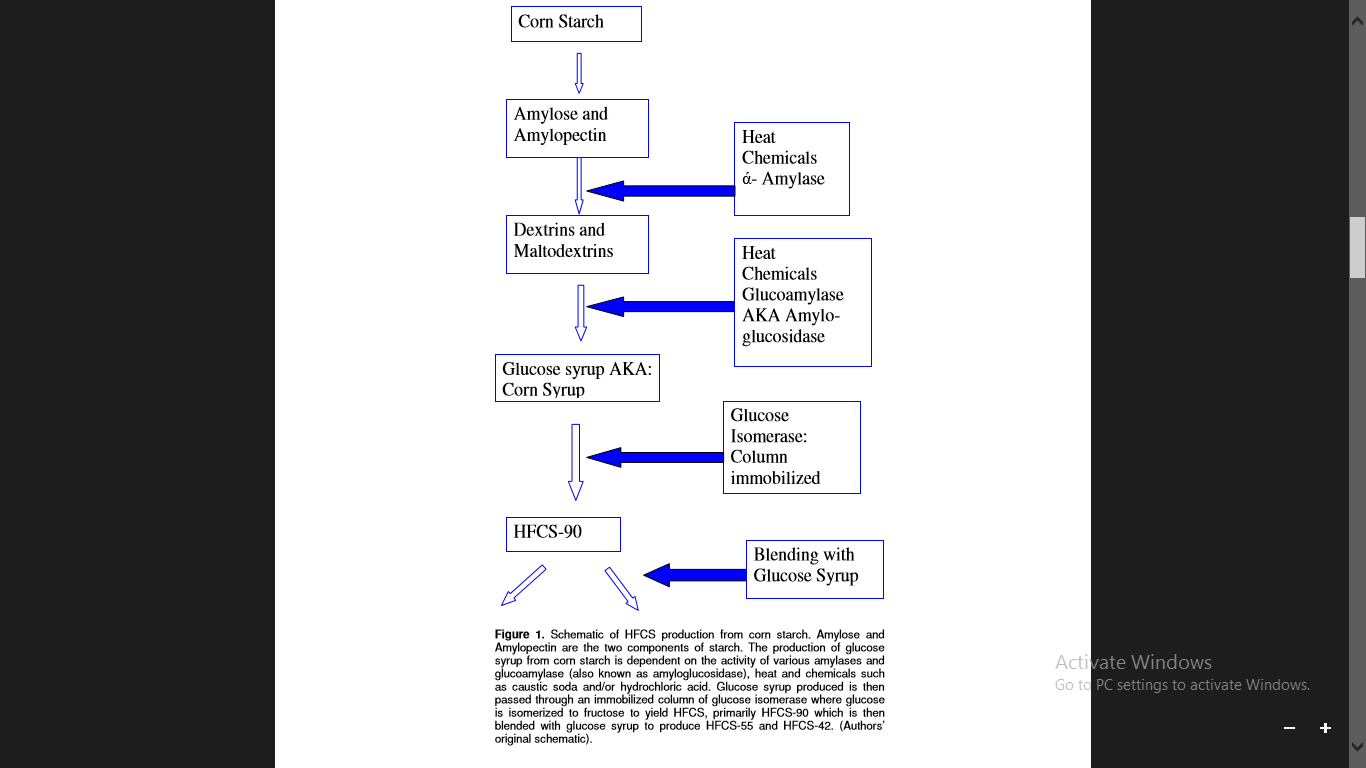 Corn Starch
Amylose and
Amylopectin
Heat
Chemicals
ά- Amylase
Dextrins and
Maltodextrins
Heat
Chemicals
Glucoamylase
AKA Amylo-
glucosidase
Glucose syrup AKA:
Corn Syrup
Glucose
Isomerase:
Column
immobilized
HFCS-90
Blending with
Glucose Syrup
Figure 1. Schematic of HFCS production from corn starch. Amylose and
Amylopectin are the two components of starch. The production of glucose
syrup from corn starch is dependent on the activity of various amylases and
glucoamylase (also known as amyloglucosidase), heat and chemicals such
as caustic soda and/or hydrochloric acid. Glucose syrup produced is then
passed through an immobilized column of glucose isomerase where glucose
is isomerized to fructose to yield HFCS, primarily HFCS-90 which is then
blended with glucose syrup to produce HFCS-55 and HFCS-42. (Authors'
original schematic).
Activate Windows
Go to PC settings to activate Windows.